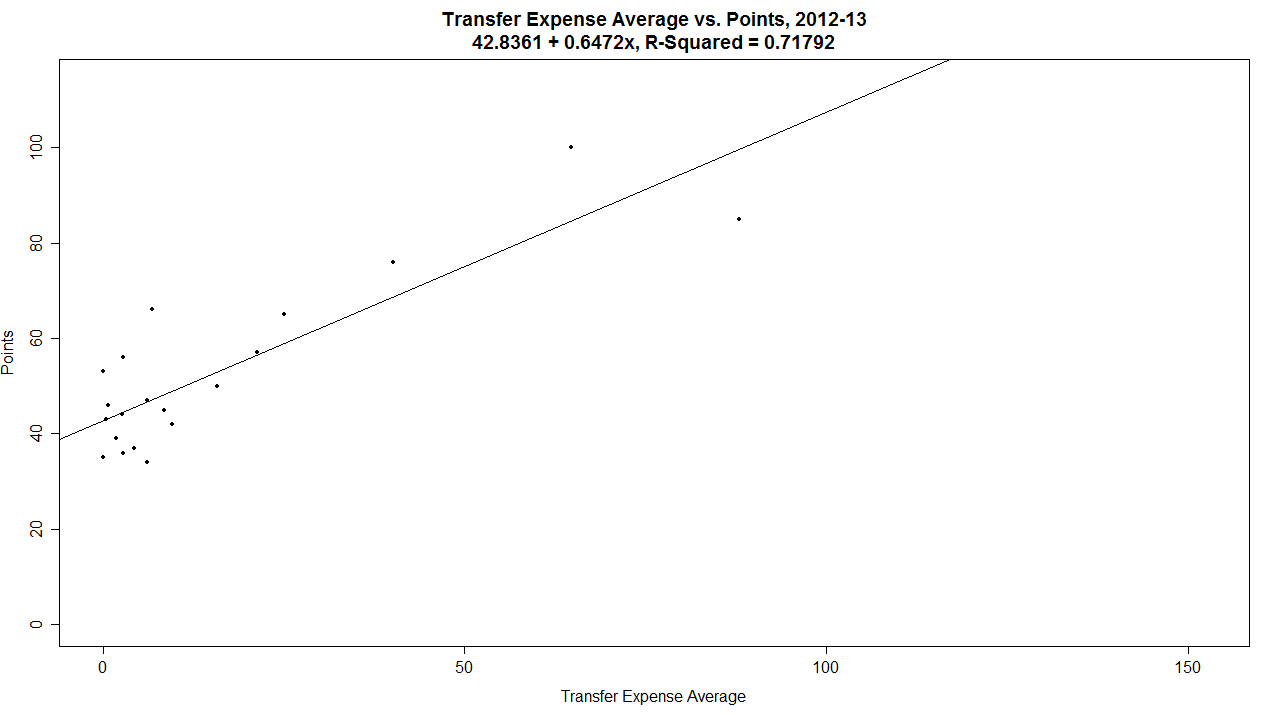 Transfer Expense Average vs. Points, 2012-13
42.8361 + 0.6472x, R-Squared = 0.71792
Points
100
80
60
40
20
0
0 50 100 150
Transfer Expense Average